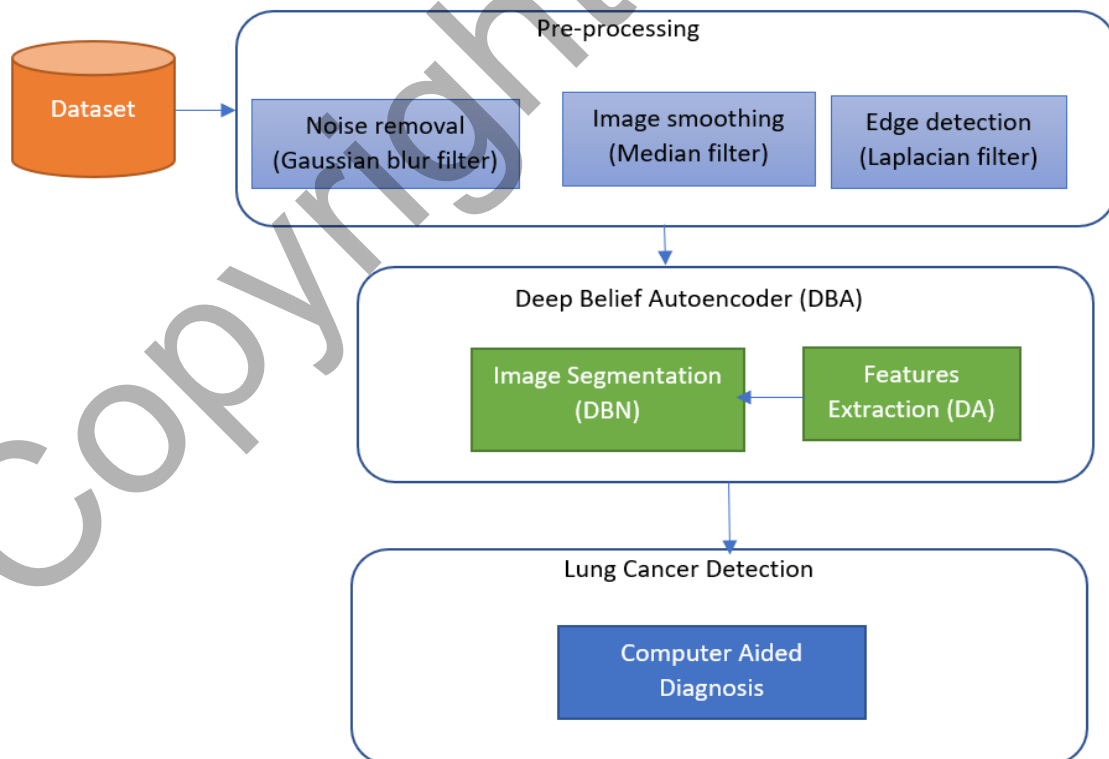 Pre-processing
Dataset
Noise removal
(Gaussian blur filter)
Image smoothing
(Median filter)
Edge detection
(Laplacian filter)
Deep Belief Autoencoder (DBA)
Image Segmentation
(DBN)
Features
Extraction (DA)
Lung Cancer Detection
Computer Aided
Diagnosis
Copyright